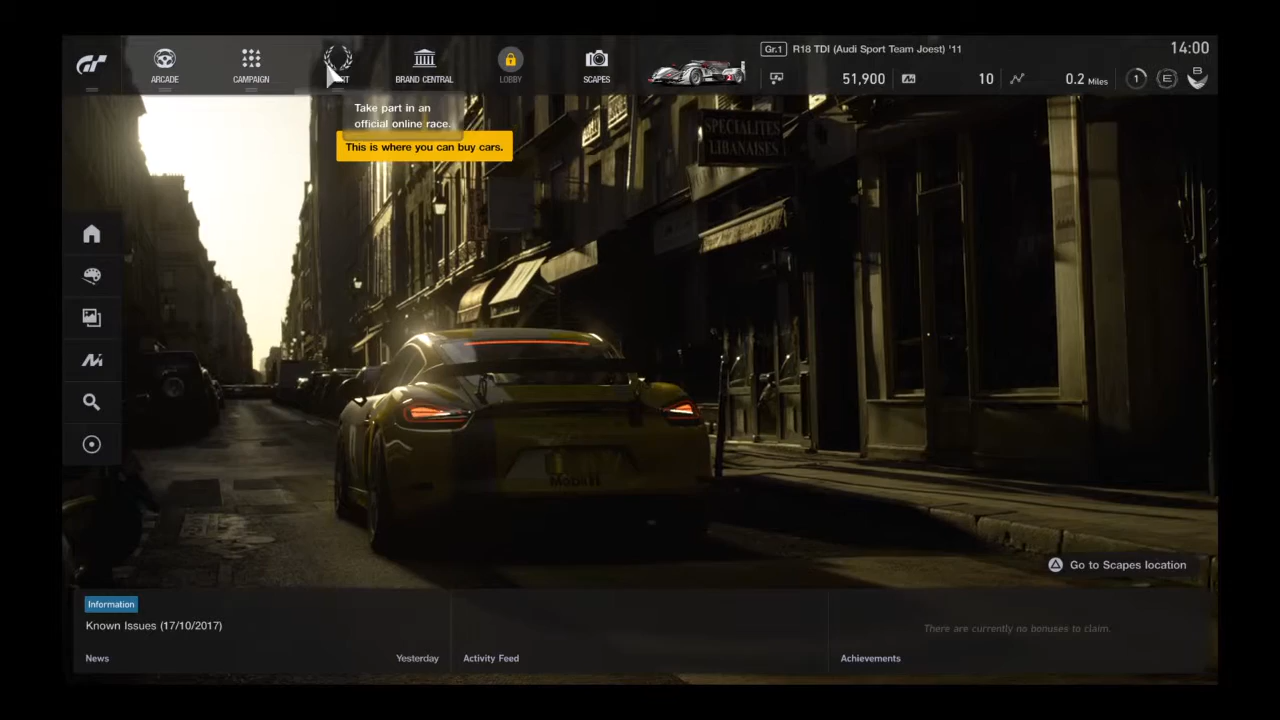 ARCADE
CAMPAIGN
BRAND CENTRAL
LOBBY
SCAPES
Gr.1 R18 TDI (Audi Sport Team Joest) '11
14:00
51,900
10
0.2 Miles
1
E
B
Take part in an
official online race.
This is where you can buy cars.
SPECIALITES
LIBANAISES
Mobil 1
Go to Scapes location
Information
Known Issues (17/10/2017)
News
Yesterday
Activity Feed
There are currently no bonuses to claim.
Achievements